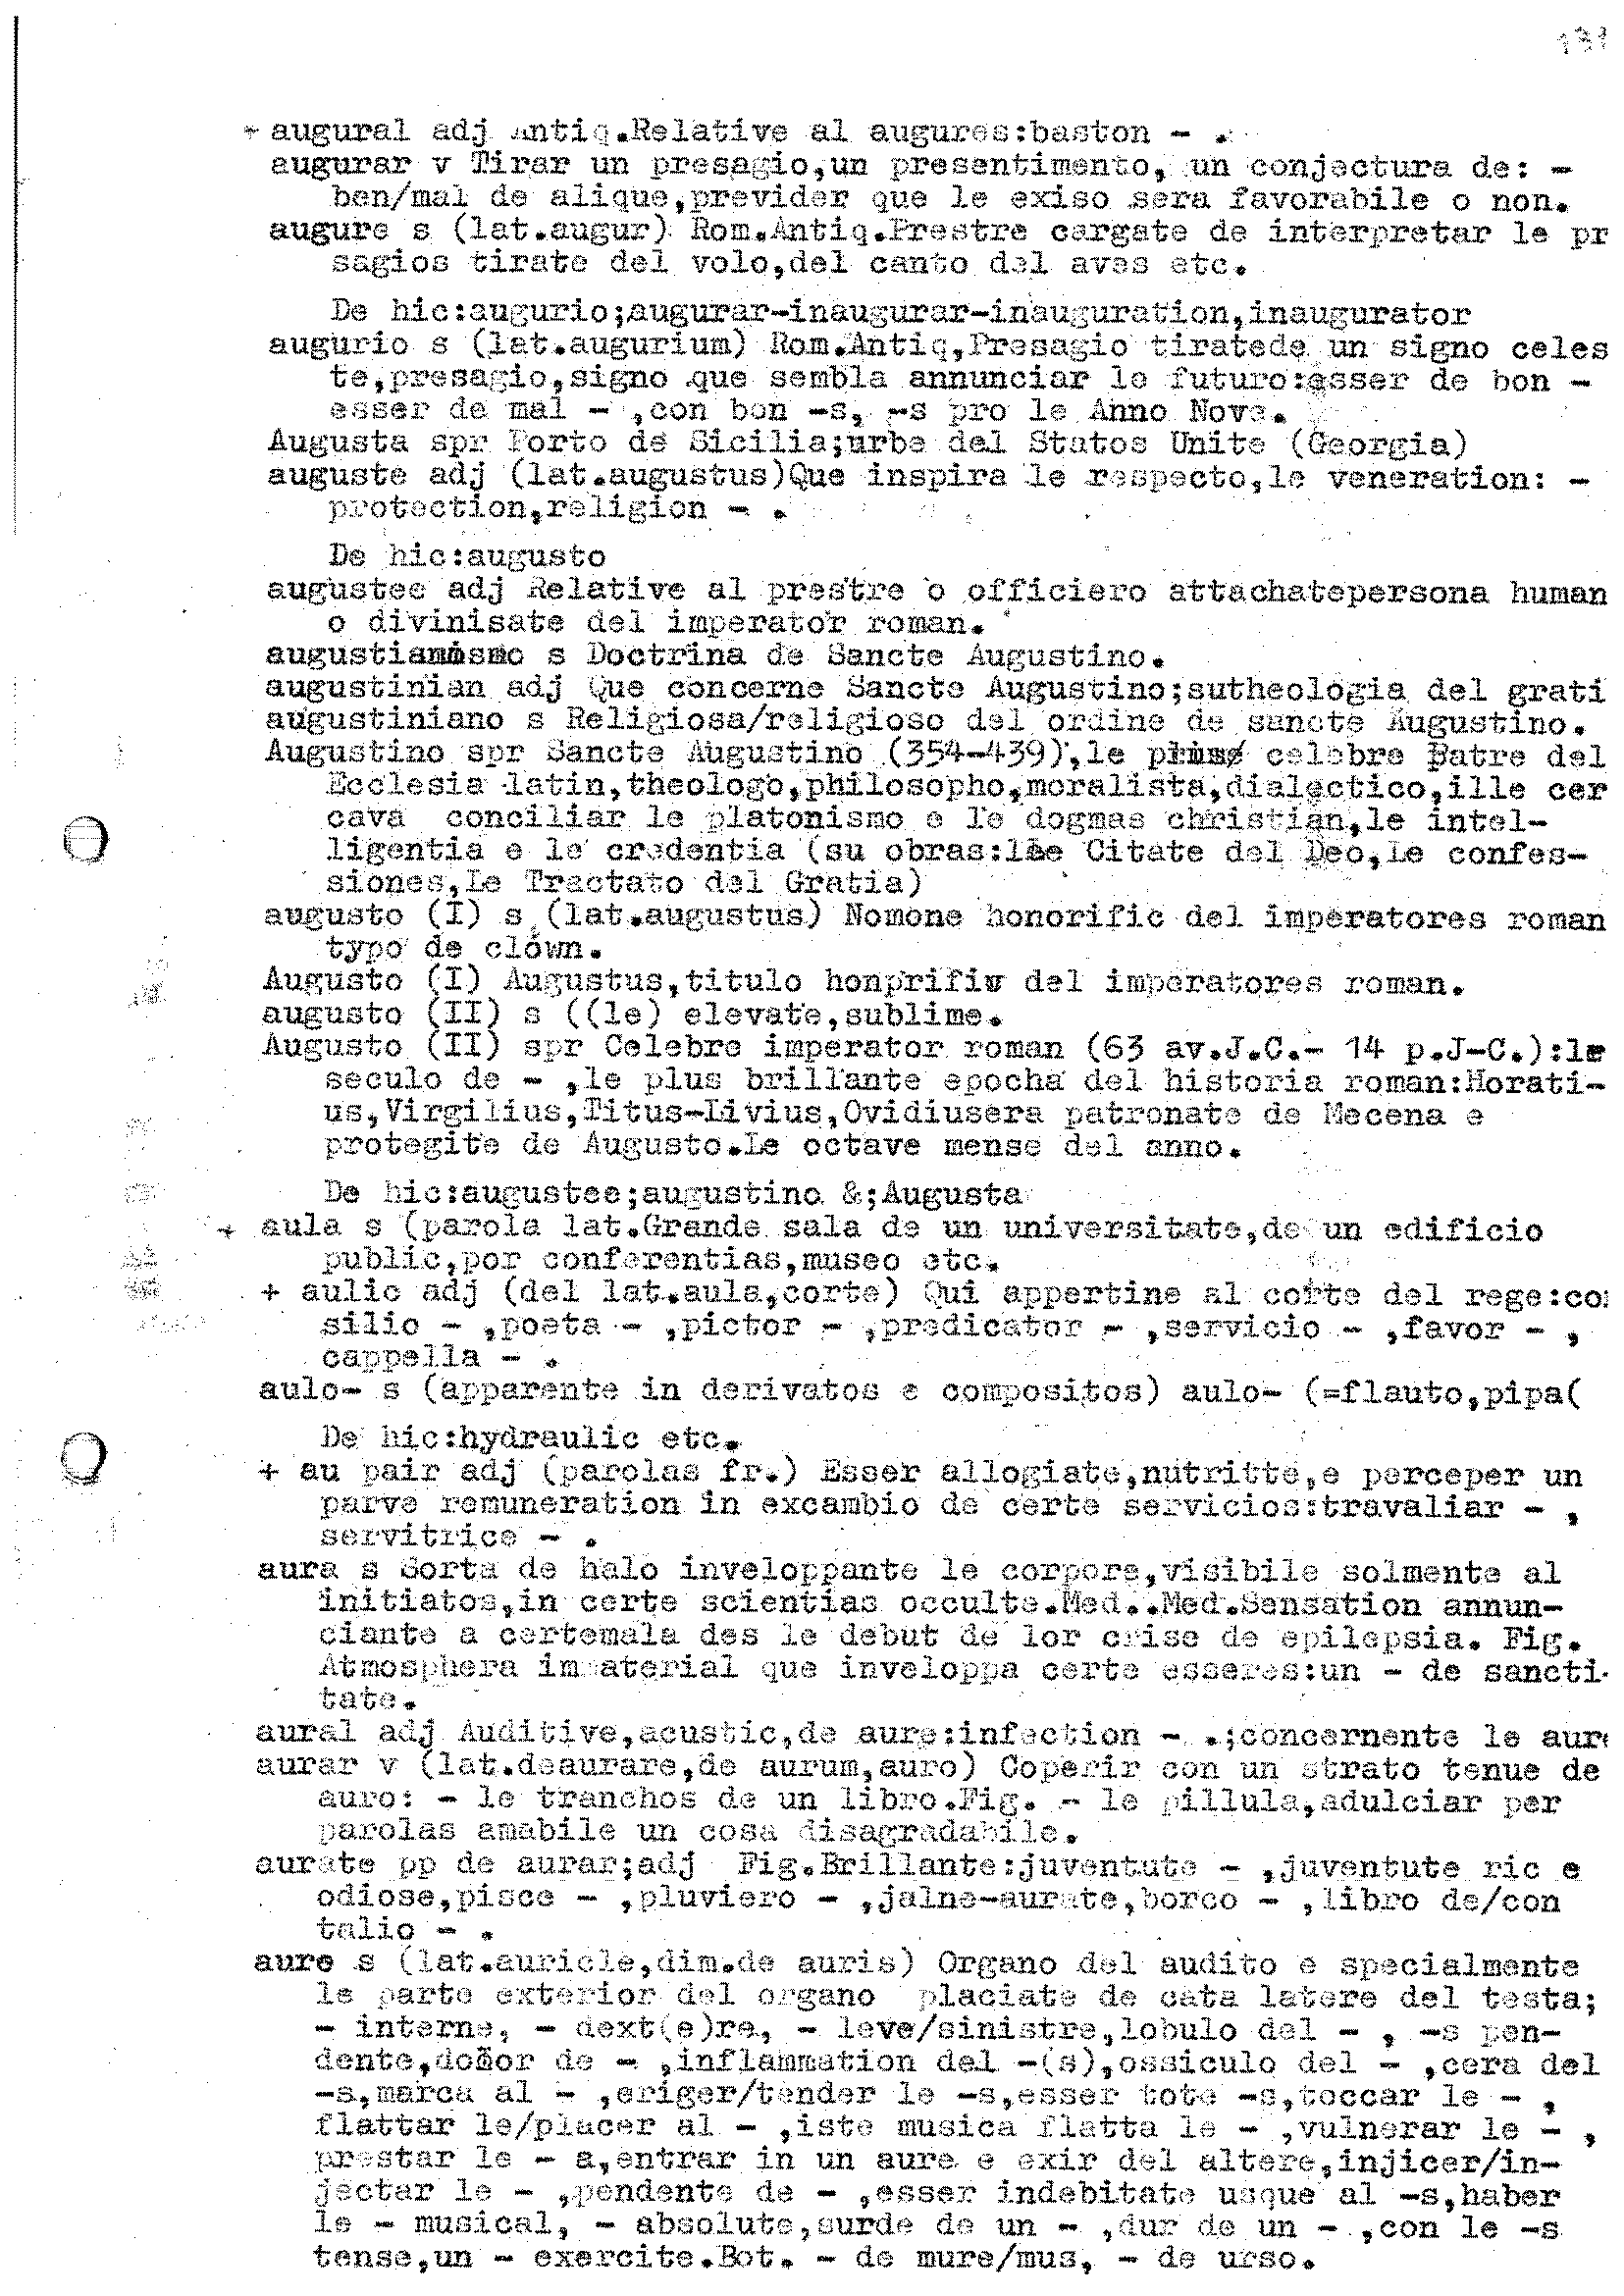 131
+ augural adj Antiq.Relative al augures:baston - .
augurar v Tirar un presagio,un presentimento, un conjectura de: -
ben/mal de alique,previder que le exiso sera favorabile o non.
augure s (lat.augur) Rom.Antiq.Prestre cargate de interpretar le pr
sagios tirate del volo,del canto del aves etc.
De hic:augurio;augurar-inaugurar-inauguration,inaugurator
augurio s (lat.augurium) Rom.Antiq,Presagio tiratede un signo celes
te,presagio,signo que sembla annunciar le futuro:esser de bon -
esser de mal - ,con bon -s, -s pro le Anno Nove.
Augusta spr Porto de Sicilia;urbe del Statos Unite (Georgia)
auguste adj (lat.augustus)Que inspira le respecto,le veneration: -
protection,religion - .
De hic:augusto
augustee adj Relative al prestre o officiero attachatepersona human
o divinisate del imperator roman.
s Doctrina de Sancte Augustino.
augustinian adj Que concerne Sancte Augustino;sutheologia del grati
augustiniano s Religiosa/religioso del ordine de sancte Augustino.
Augustino spr Sancte Augustino (354-439),le celebre Patre del
Ecclesia latin,theologo,philosopho,moralista,dialectico,ille cer
cava conciliar le platonismo e le dogmas christian,le intel-
ligentia e le credentia (su obras: Citate del Deo,Le confes-
siones,Le Tractato del Gratia)
augusto (I) s (lat.augustus) Nomone honorific del imperatores roman
typo de clown.
Augusto (I) Augustus,titulo honprifiw del imperatores roman.
augusto (II) s ((le) elevate,sublime.
Augusto (II) spr Celebre imperator roman (63 av.J.C.- 14 p.J-C.):le
seculo de - ,le plus brillante epocha del historia roman:Horati-
us,Virgilius,Titus-Livius,Ovidiusera patronate de Mecena e
protegite de Augusto.Le octave mense del anno.
De hic:augustee;augustino &;Augusta
+ aula s (parola lat.Grande sala de un universitate,de un edificio
public,por conferentias,museo etc.
+ aulic adj (del lat.aula,corte) Qui appertine al corte del rege:con
silio - ,poeta - ,pictor - ,predicator - ,servicio - ,favor - ,
cappella - .
aulo- s (apparente in derivatos e compositos) aulo- (=flauto,pipa(
De hic:hydraulic etc.
+ au pair adj (parolas fr.) Esser allogiate,nutritte,e perceper un
parve remuneration in excambio de certe servicios:travaliar - ,
servitrice - .
aura s Sorta de halo inveloppante le corpore,visibile solmente al
initiatos,in certe scientias occulte.Med..Med.Sensation annun-
ciante a certemala des le debut de lor crise de epilepsia. Fig.
Atmosphera immaterial que inveloppa certe esseres:un - de sancti-
tate.
aural adj Auditive,acustic,de aure:infection - .;concernente le aure
aurar v (lat.deaurare,de aurum,auro) Coperir con un strato tenue de
auro: - le tranchos de un libro.Fig. - le pillula,adulciar per
parolas amabile un cosa disagradabile.
aurate pp de aurar;adj Fig.Brillante:juventute - ,juventute ric e
odiose,pisce - ,pluviero - ,jalne-aurate,borco - ,libro de/con
talio - .
aure s (lat.auricle,dim.de auris) Organo del audito e specialmente
le parte exterior del organo placiate de cata latere del testa;
- interne, - dext(e)re, - leve/sinistre,lobulo del - , -s pen-
dente,dolor de - ,inflammation del -(s),ossiculo del - ,cera del
-s,marca al - ,eriger/tender le -s,esser tote -s,toccar le - ,
flattar le/placer al - ,iste musica flatta le - ,vulnerar le - ,
prestar le - a,entrar in un aure e exir del altere,injicer/in-
jectar le - ,pendente de - ,esser indebitate usque al -s,haber
le - musical, - absolute,surde de un - ,dur de un - ,con le -s
tense,un - exercite.Bot. - de mure/mus, - de urso.